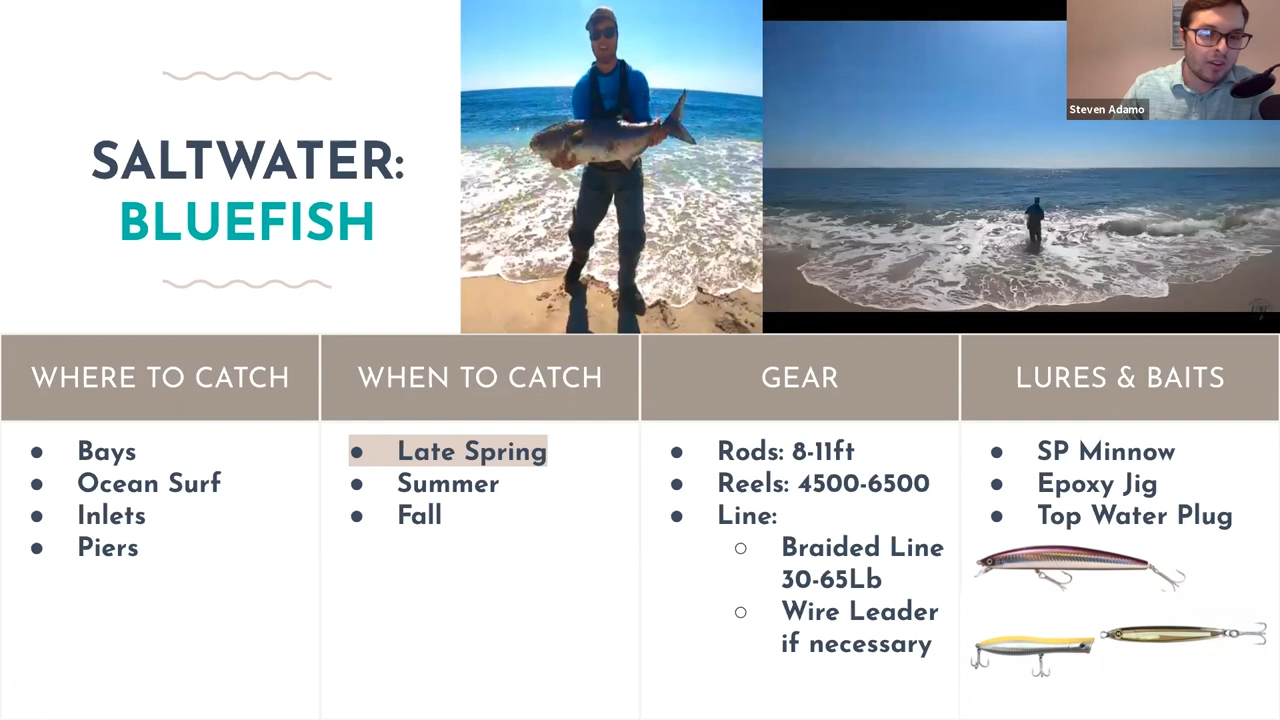 Steven Adamo
SALTWATER:
BLUEFISH
WHERE TO CATCH
WHEN TO CATCH
GEAR
LURES & BAITS
● Bays
● Ocean Surf
● Inlets
● Piers
● Late Spring
● Summer
● Fall
● Rods: 8-11ft
● Reels: 4500-6500
● Line:
○ Braided Line
30-65Lb
○ Wire Leader
if necessary
● SP Minnow
● Epoxy Jig
● Top Water Plug